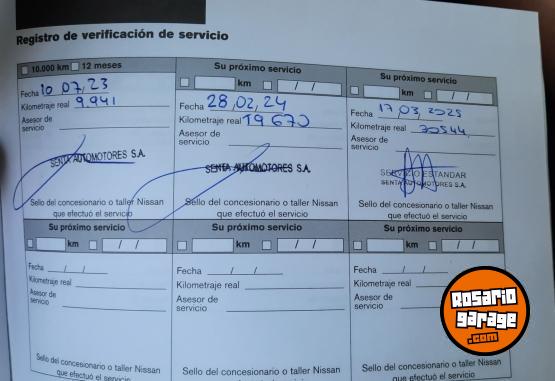 Registro de verificación de servicio
10.000 km 12 meses
Fecha 10 07, 23
Kilometraje real 9.941
Asesor de servicio
SENTA AUTOMOTORES S.A.
Sello del concesionario o taller Nissan
que efectuó el servicio
Su próximo servicio
km / /
Fecha 28, 02, 24
Kilometraje real 19670
Asesor de servicio
SENTA AUTOMOTORES S.A.
Sello del concesionario o taller Nissan
que efectuó el servicio
Su próximo servicio
km / /
Fecha 17, 03, 2025
Kilometraje real 30544
Asesor de servicio
SERVICIO ESTANDAR
SENTA AUTOMOTORES S.A.
Sello del concesionario o taller Nissan
que efectuó el servicio
Su próximo servicio
km / /
Fecha / /
Kilometraje real
Asesor de
servicio
Sello del concesionario o taller Nissan
que efectuó el servicio
Su próximo servicio
km / /
Fecha / /
Kilometraje real
Asesor de
servicio
Sello del concesionario o taller Nissan
que efectuó el servicio
Su próximo servicio
km / /
Fecha / /
Kilometraje real
Asesor de
servicio
Sello del concesionario o taller Nissan
que efectuó el servicio
Rosario
garage
.com